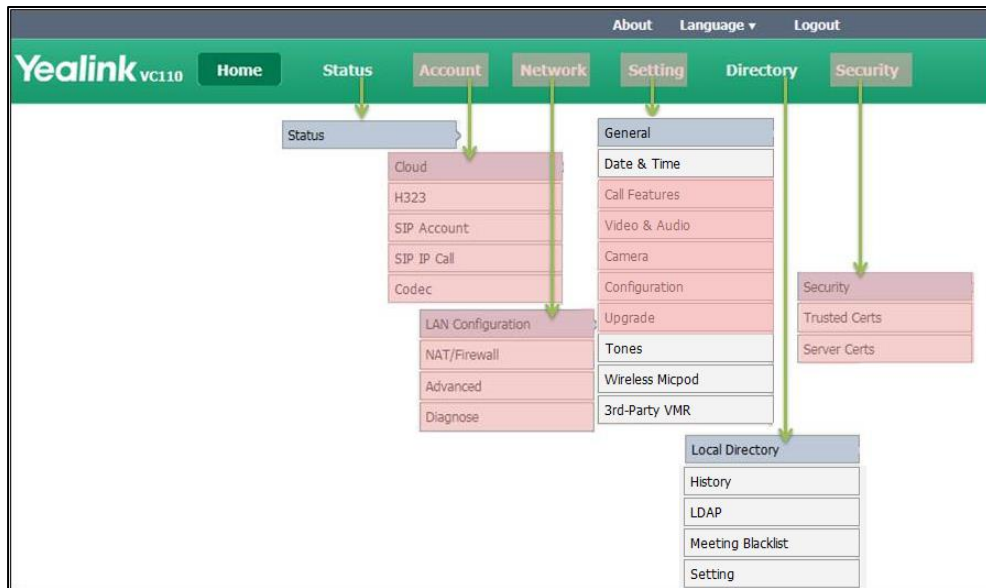 About Language ▾ Logout
Yealink VC110 Home Status Account Network Setting Directory Security
Status
Cloud
H323
SIP Account
SIP IP Call
Codec
LAN Configuration
NAT/Firewall
Advanced
Diagnose
General
Date & Time
Call Features
Video & Audio
Camera
Configuration
Upgrade
Tones
Wireless Micpod
3rd-Party VMR
Local Directory
History
LDAP
Meeting Blacklist
Setting
Security
Trusted Certs
Server Certs